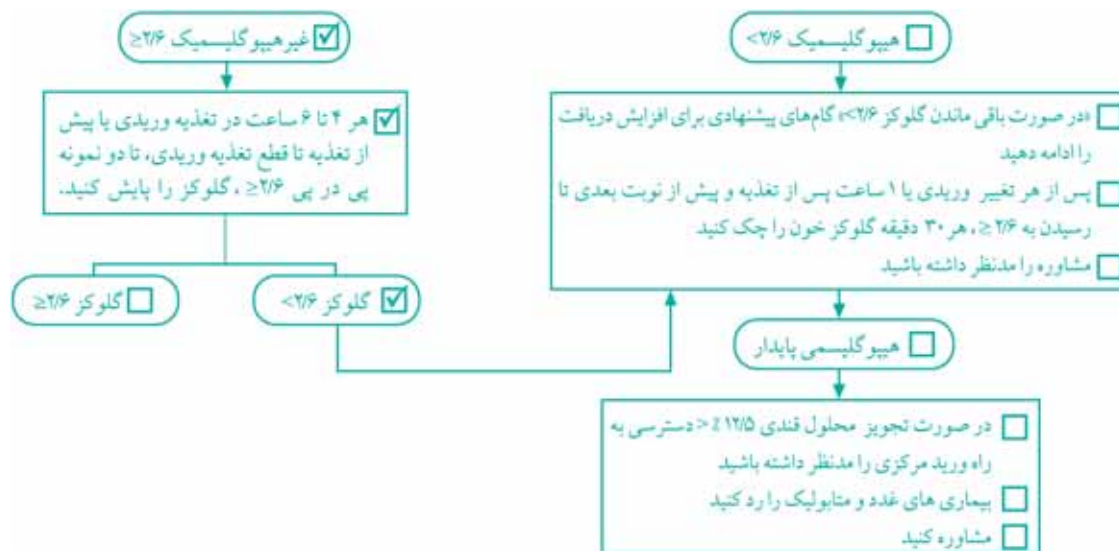 هیپوگلیسمیک ۲/۶>
«در صورت باقی ماندن گلوکز ۲/۶>» گام‌های پیشنهادی برای افزایش دریافت
را ادامه دهید
پس از هر تغییر وریدی یا ۱ ساعت پس از تغذیه و پیش از نوبت بعدی تا
رسیدن به ۲/۶ ≤، هر ۳۰ دقیقه گلوکز خون را چک کنید
مشاوره را مدنظر داشته باشید
هیپوگلیسمی پایدار
در صورت تجویز محلول قندی ۱۲/۵ ٪ < دسترسی به
راه ورید مرکزی را مدنظر داشته باشید
بیماری های غدد و متابولیک را رد کنید
مشاوره کنید
غیرهیپوگلیسمیک ۲/۶≤
هر ۴ تا ۶ ساعت در تغذیه وریدی یا پیش
از تغذیه تا قطع تغذیه وریدی، تا دو نمونه
پی در پی ۲/۶≤ ، گلوکز را پایش کنید.
گلوکز ۲/۶>
گلوکز ۲/۶≤